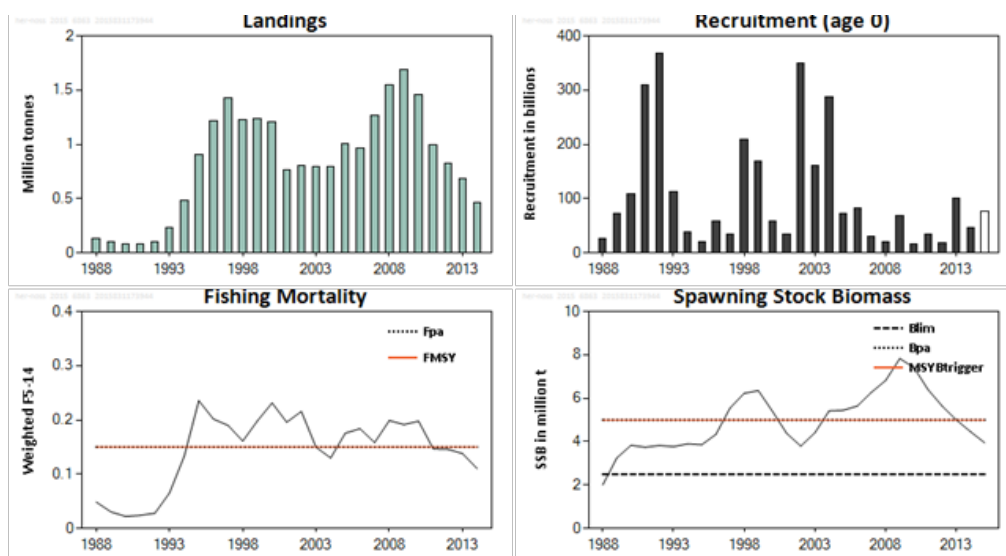 Landings
Million tonnes
2
1.5
1
0.5
0
1988 1993 1998 2003 2008 2013
Recruitment (age 0)
Recruitment in billions
400
300
200
100
0
1988 1993 1998 2003 2008 2013
Fishing Mortality
Weighted F5-14
0.4
0.3
0.2
0.1
0
Fpa
FMSY
1988 1993 1998 2003 2008 2013
Spawning Stock Biomass
SSB in million t
10
8
6
4
2
0
Blim
Bpa
MSYBtrigger
1988 1993 1998 2003 2008 2013